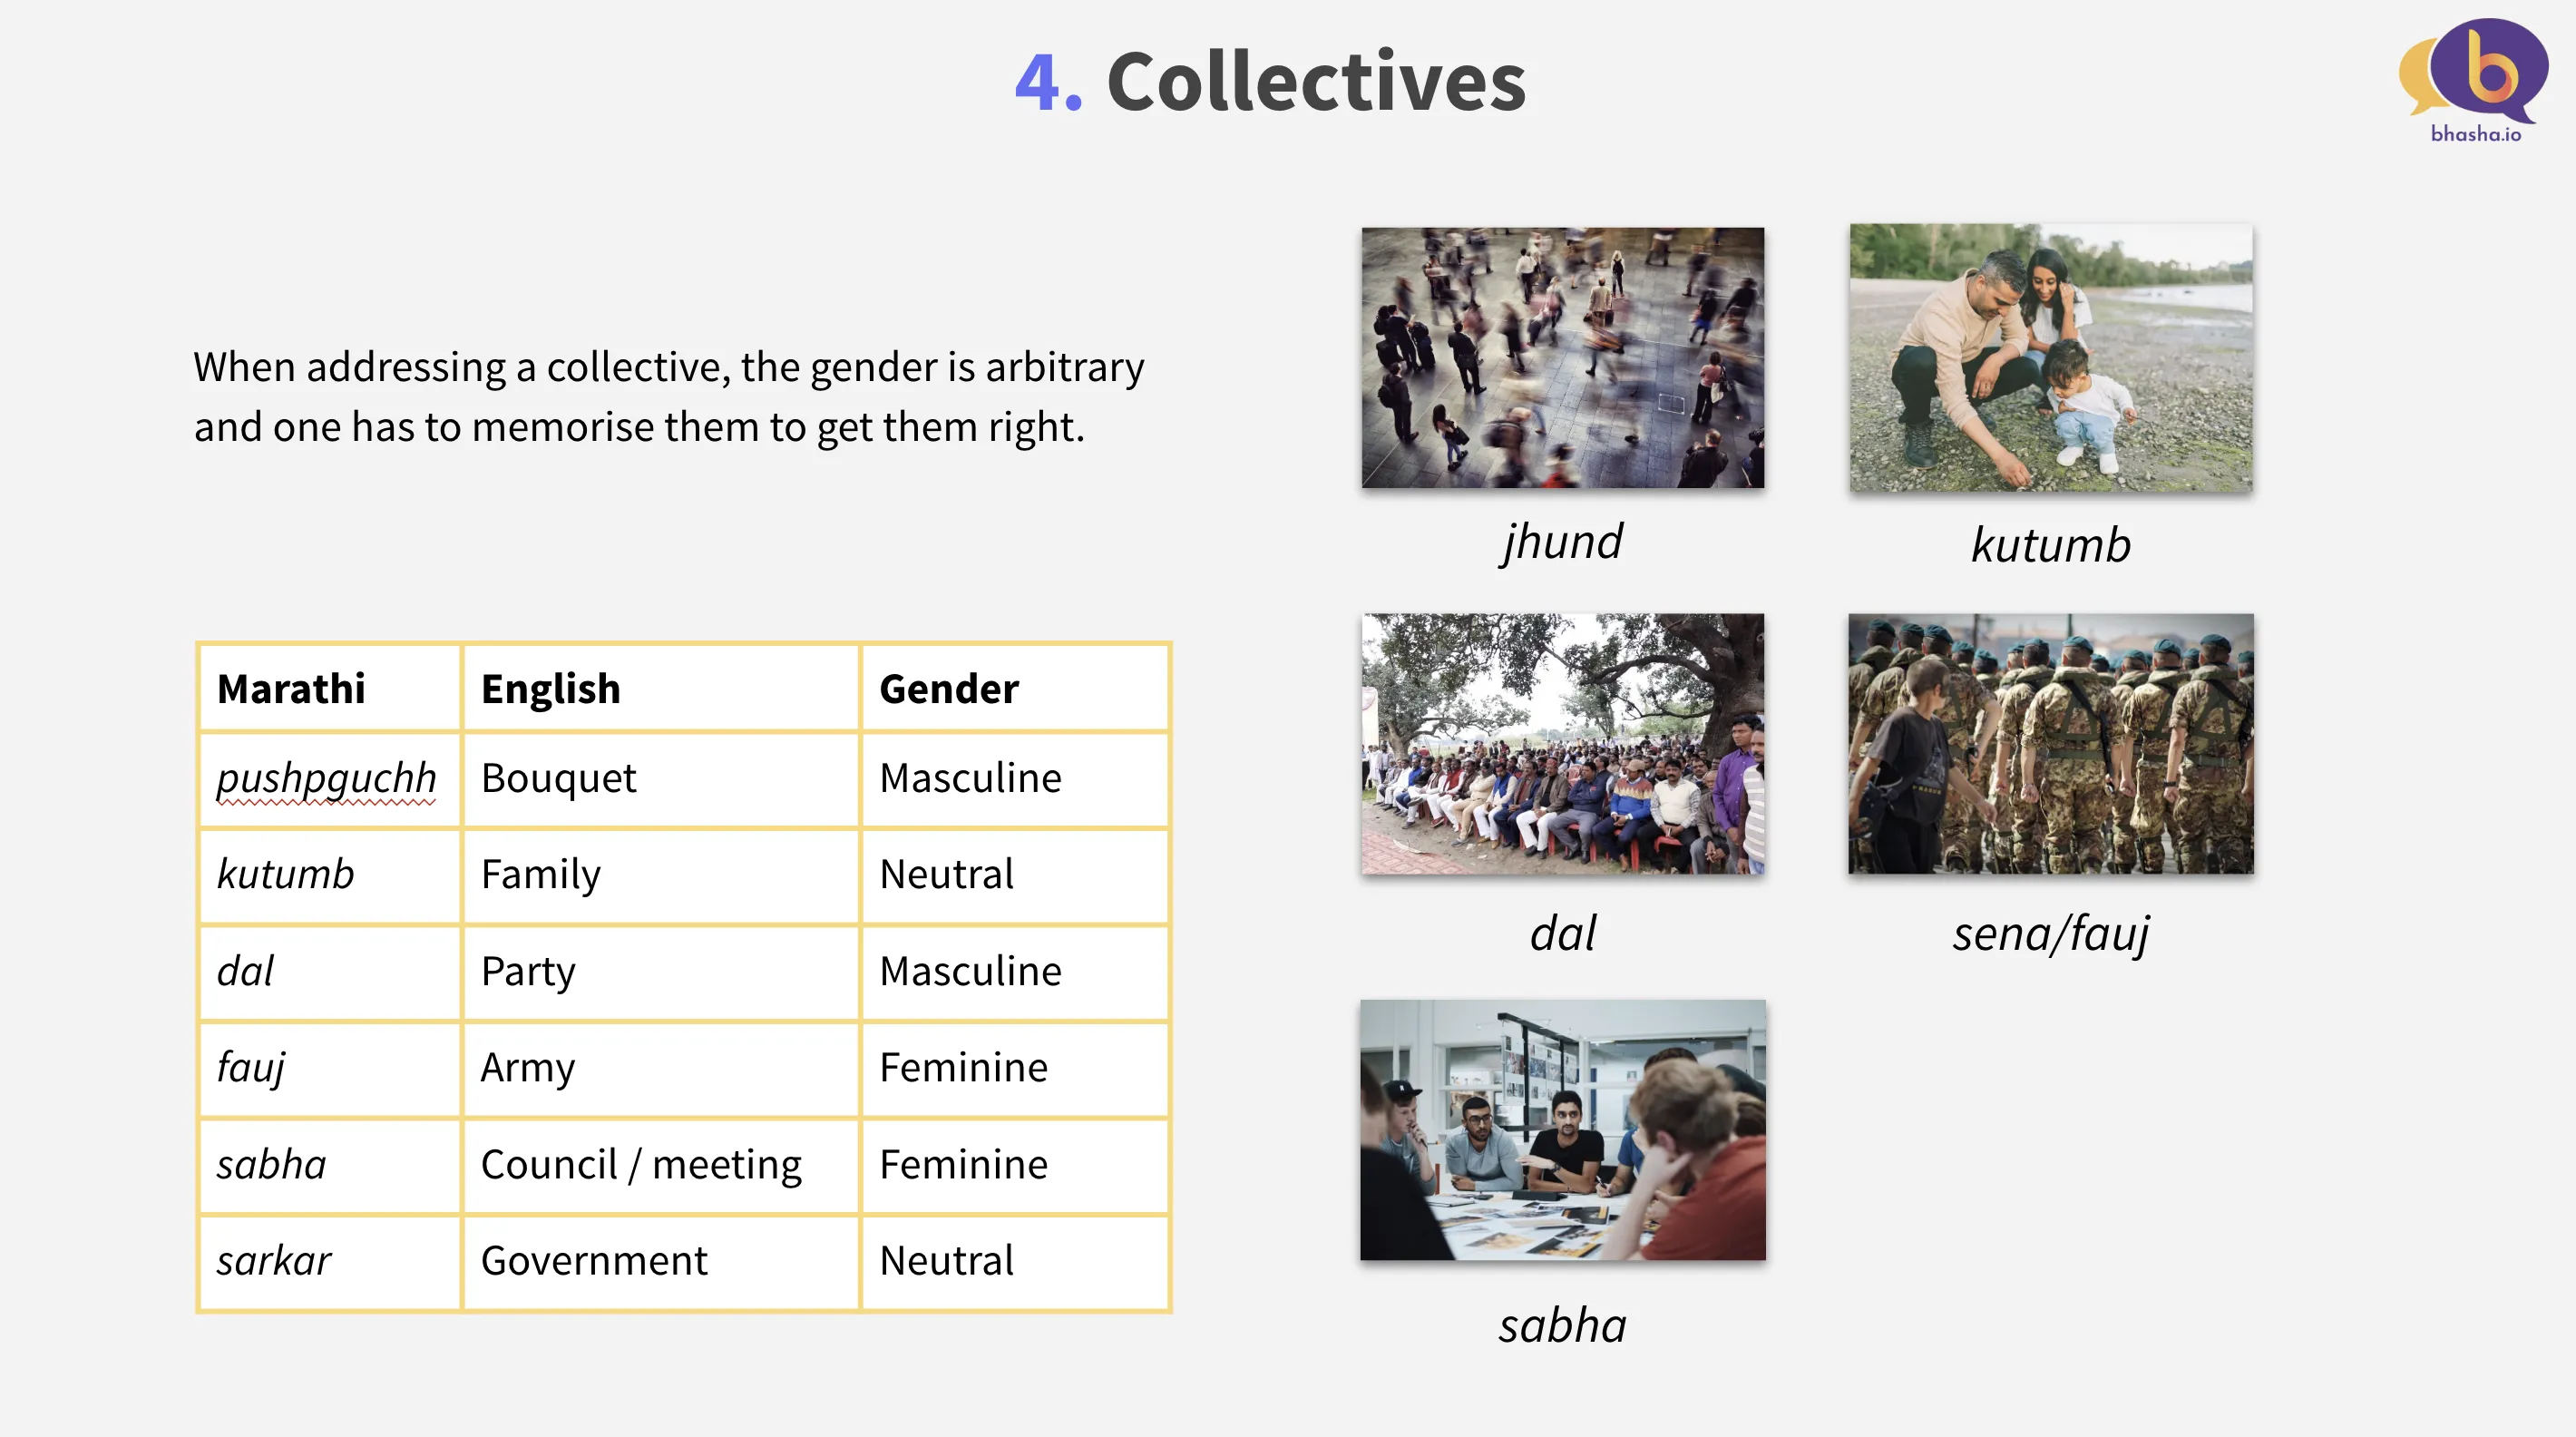 4. Collectives
bhasha.io
When addressing a collective, the gender is arbitrary
and one has to memorise them to get them right.
Marathi English Gender
pushpguchh Bouquet Masculine
kutumb Family Neutral
dal Party Masculine
fauj Army Feminine
sabha Council / meeting Feminine
sarkar Government Neutral
jhund kutumb
dal sena/fauj
sabha